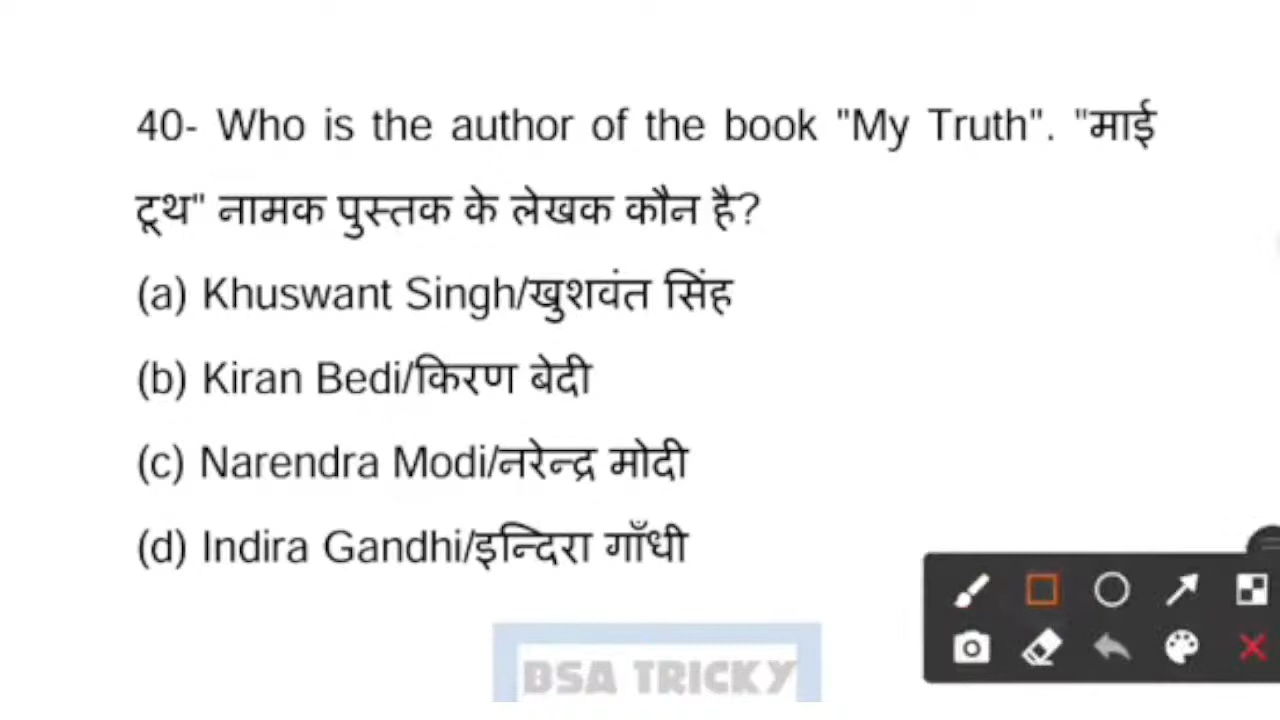 40- Who is the author of the book "My Truth". "माई
टूथ" नामक पुस्तक के लेखक कौन है?
(a) Khuswant Singh/खुशवंत सिंह
(b) Kiran Bedi/किरण बेदी
(c) Narendra Modi/नरेन्द्र मोदी
(d) Indira Gandhi/इन्दिरा गाँधी
BSA TRICKY